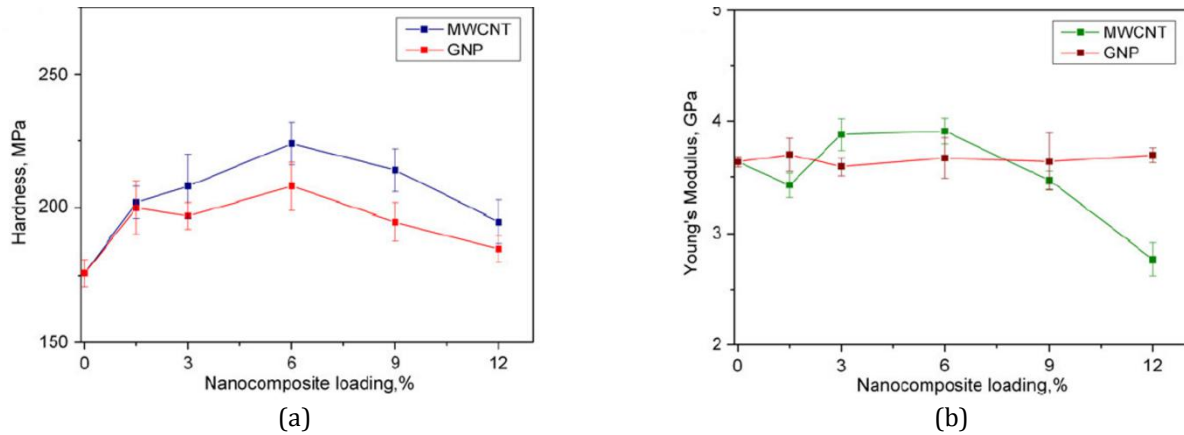 250
200
150
Hardness, MPa
MWCNT
GNP
0
3
6
9
12
Nanocomposite loading,%
(a)
5
4
3
2
Young's Modulus, GPa
MWCNT
GNP
0
3
6
9
12
Nanocomposite loading,%
(b)